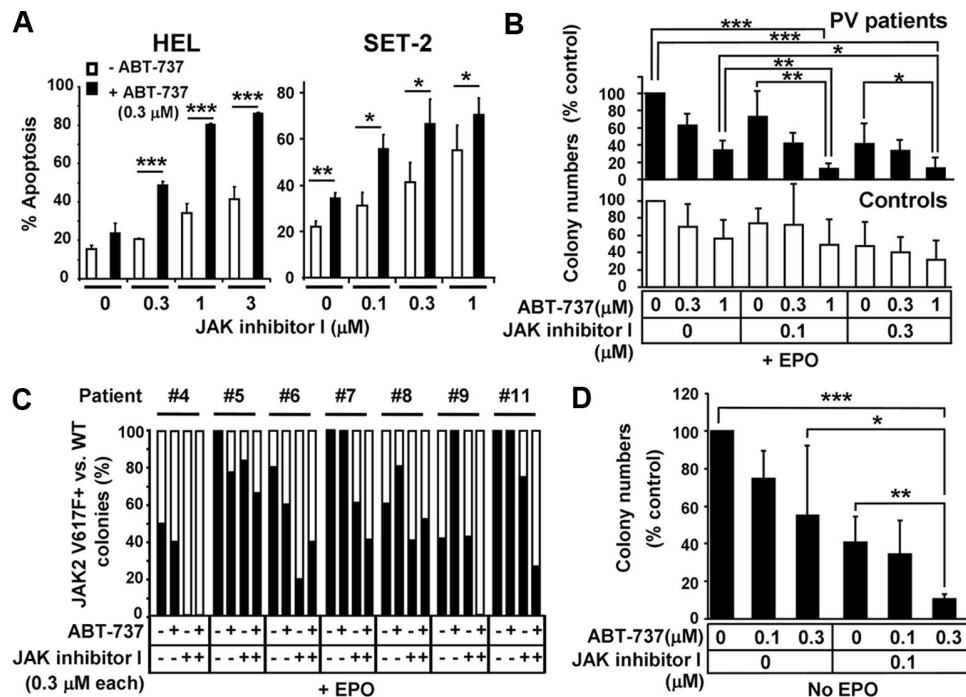 A
HEL
SET-2
- ABT-737
+ ABT-737
(0.3 μM)
% Apoptosis
100
80
60
40
20
0
***
***
***
80
60
40
20
0
**
*
*
*
0 0.3 1 3
0 0.1 0.3 1
JAK inhibitor I (μM)
B
PV patients
***
***
*
**
**
*
Colony numbers (% control)
100
80
60
40
20
0
Controls
100
80
60
40
20
0
ABT-737(μM) 0 0.3 1 0 0.3 1 0 0.3 1
JAK inhibitor I 0 0.1 0.3
(μM)
+ EPO
C
Patient #4 #5 #6 #7 #8 #9 #11
JAK2 V617F+ vs. WT
colonies (%)
100
80
60
40
20
0
ABT-737 - + - + - + - + - + - + - + - + - + - + - + - + - + - +
JAK inhibitor I - - + + - - + + - - + + - - + + - - + + - - + + - - + +
(0.3 μM each)
+ EPO
D
***
*
**
Colony numbers
(% control)
120
100
80
60
40
20
0
ABT-737(μM) 0 0.1 0.3 0 0.1 0.3
JAK inhibitor I 0 0.1
(μM)
No EPO